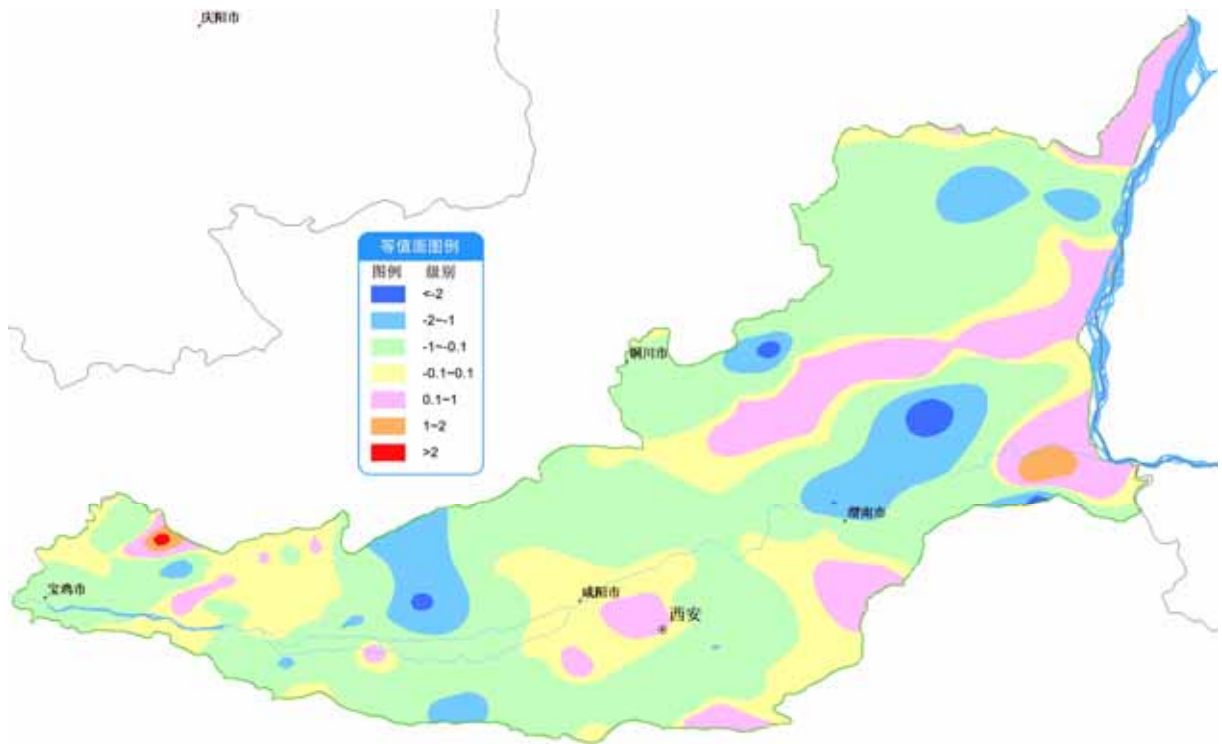 庆阳市
等值面图例
图例 级别
<-2
-2~-1
-1~-0.1
-0.1~0.1
0.1~1
1~2
>2
铜川市
渭南市
宝鸡市
咸阳市
西安